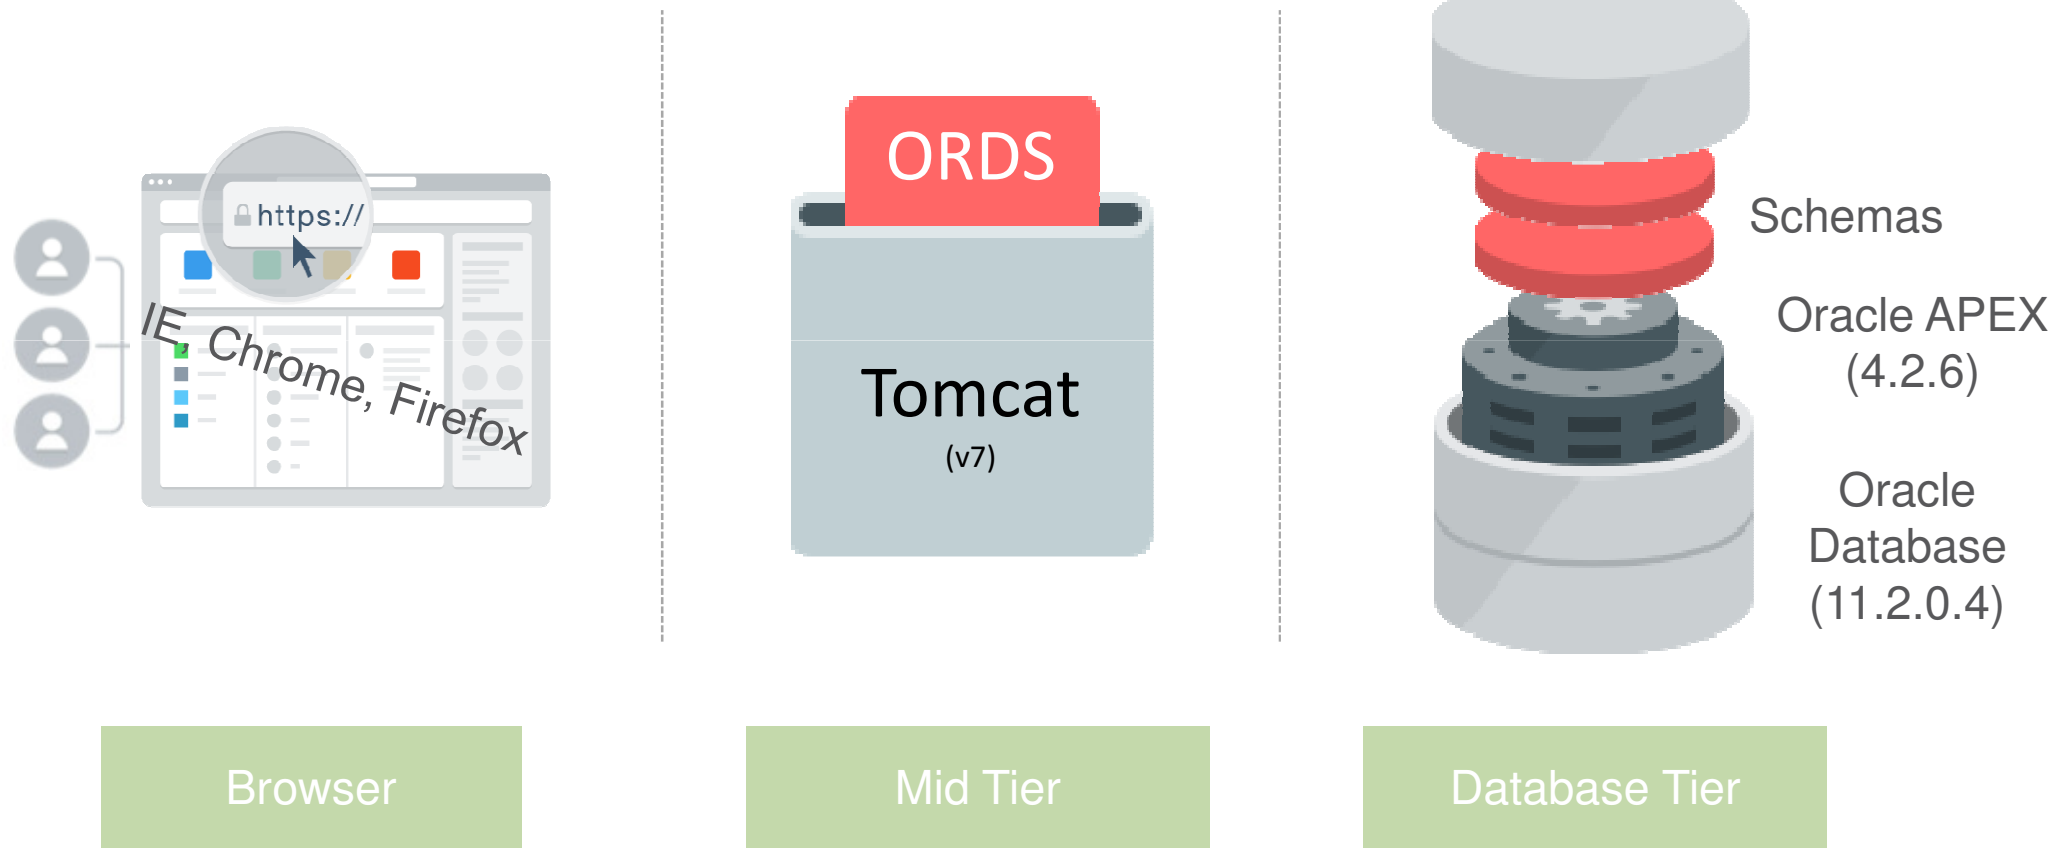 https://
IE, Chrome, Firefox
ORDS
Tomcat
(v7)
Schemas
Oracle APEX
(4.2.6)
Oracle
Database
(11.2.0.4)
Browser
Mid Tier
Database Tier